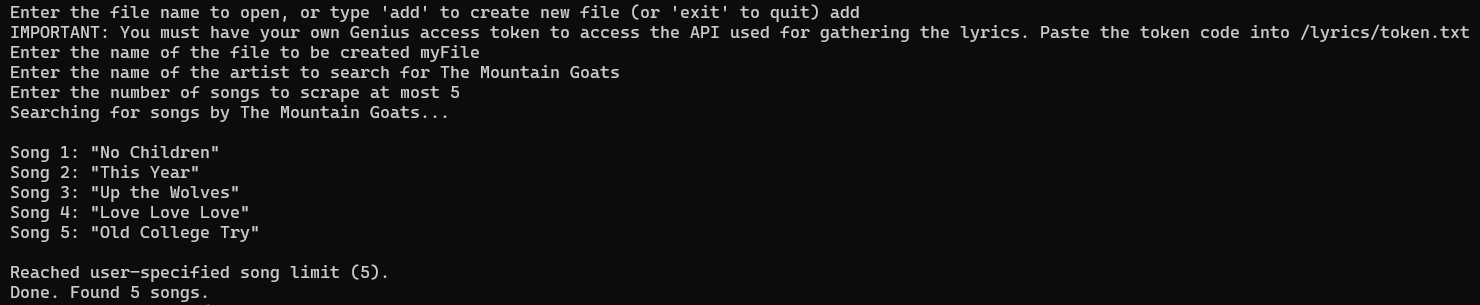 Enter the file name to open, or type 'add' to create new file (or 'exit' to quit) add
IMPORTANT: You must have your own Genius access token to access the API used for gathering the lyrics. Paste the token code into /lyrics/token.txt
Enter the name of the file to be created myFile
Enter the name of the artist to search for The Mountain Goats
Enter the number of songs to scrape at most 5
Searching for songs by The Mountain Goats...
Song 1: "No Children"
Song 2: "This Year"
Song 3: "Up the Wolves"
Song 4: "Love Love Love"
Song 5: "Old College Try"
Reached user-specified song limit (5).
Done. Found 5 songs.